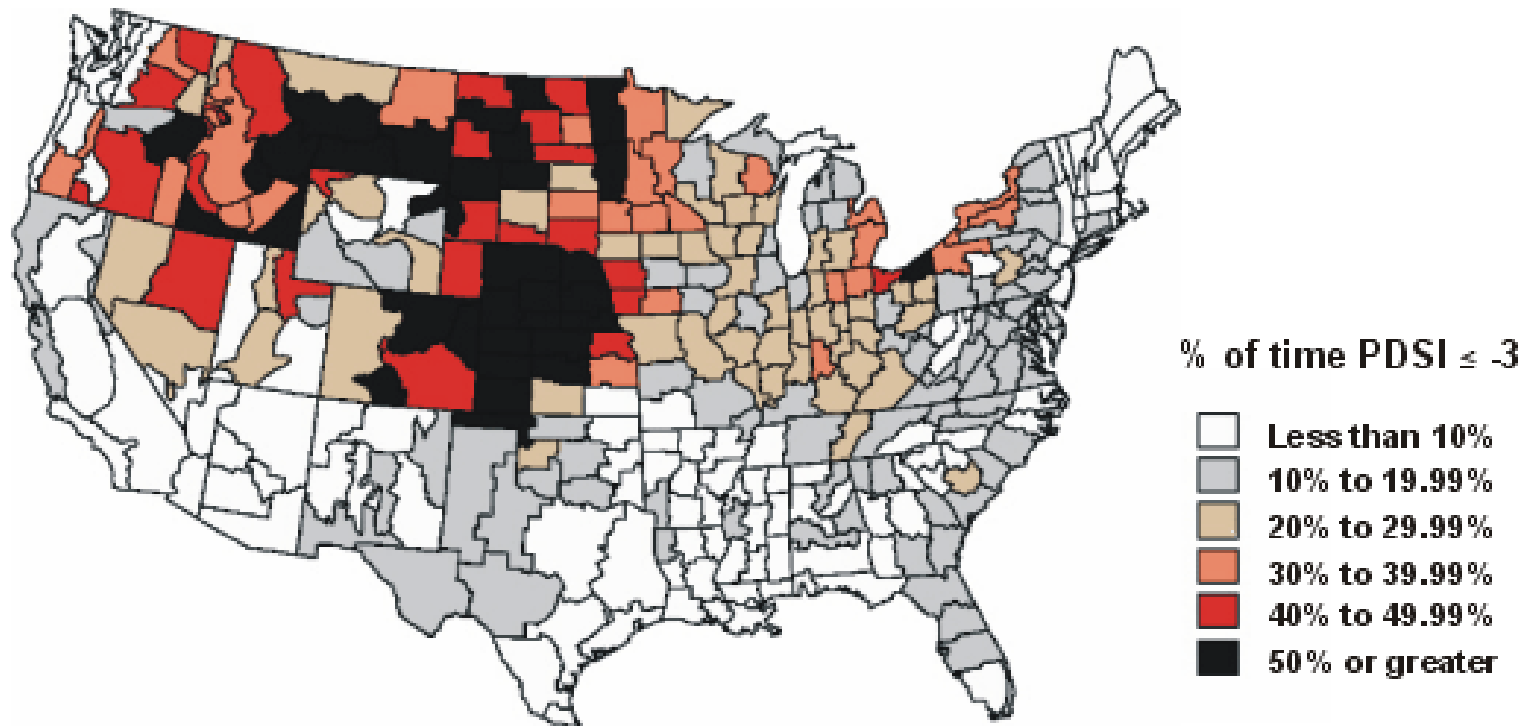 % of time PDSI ≤ -3
Less than 10%
10% to 19.99%
20% to 29.99%
30% to 39.99%
40% to 49.99%
50% or greater